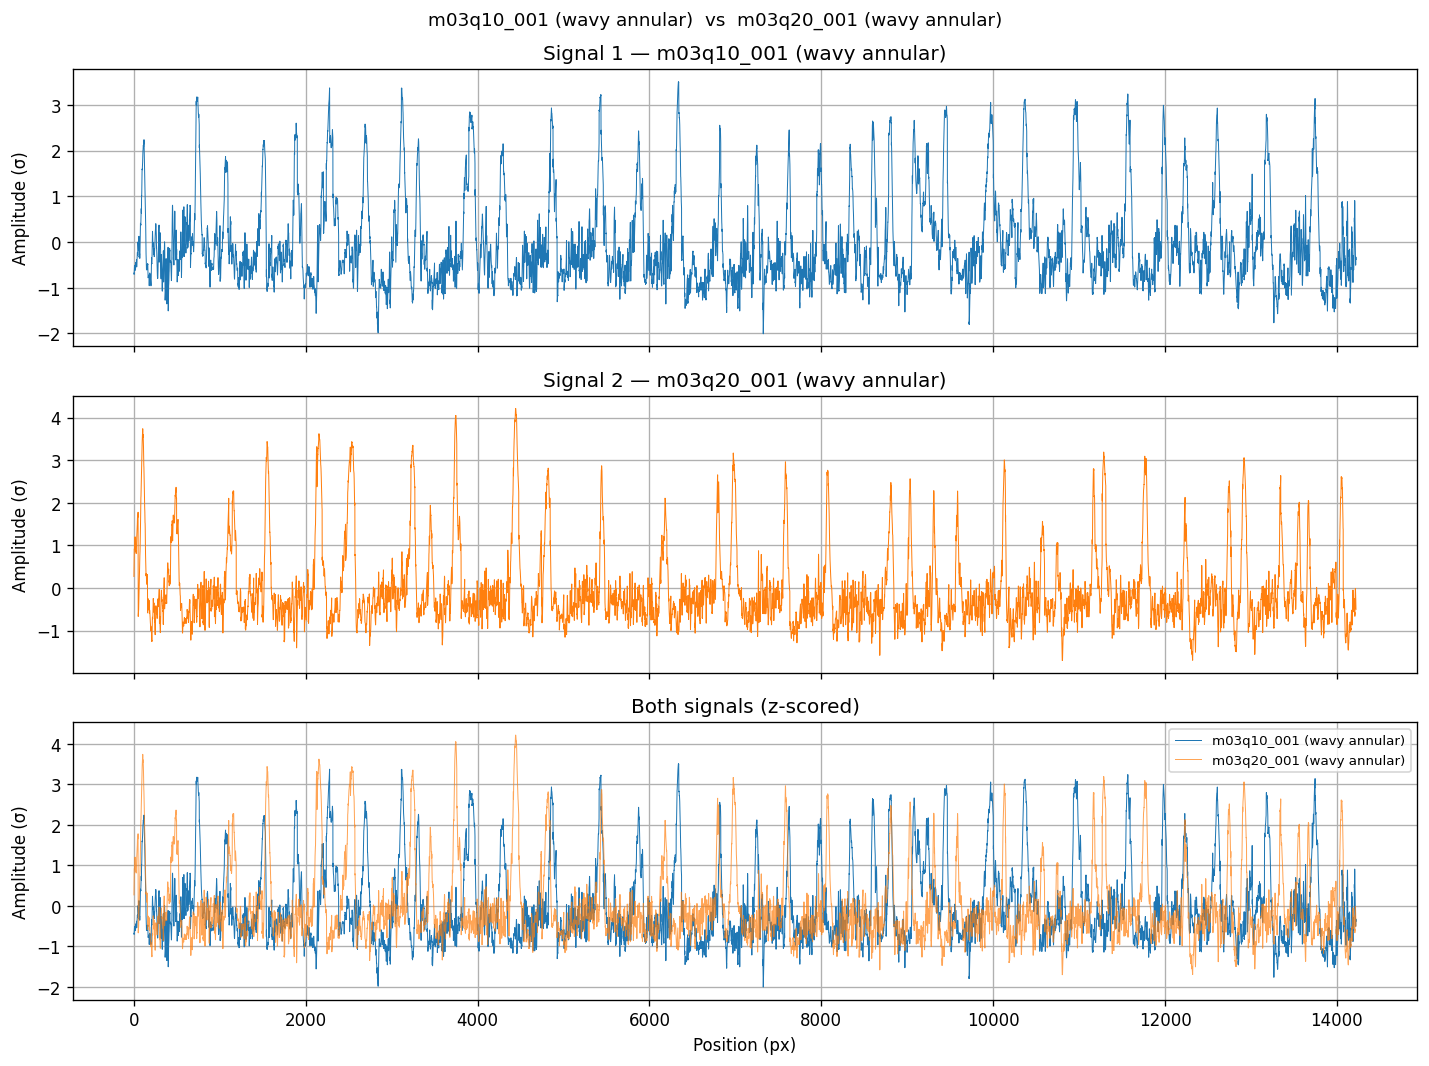 m03q10_001 (wavy annular)  vs  m03q20_001 (wavy annular)
Signal 1 — m03q10_001 (wavy annular)
3
2
1
0
−1
−2
Amplitude (σ)
Signal 2 — m03q20_001 (wavy annular)
4
3
2
1
0
−1
Amplitude (σ)
Both signals (z-scored)
m03q10_001 (wavy annular)
m03q20_001 (wavy annular)
4
3
2
1
0
−1
−2
Amplitude (σ)
0 2000 4000 6000 8000 10000 12000 14000
Position (px)